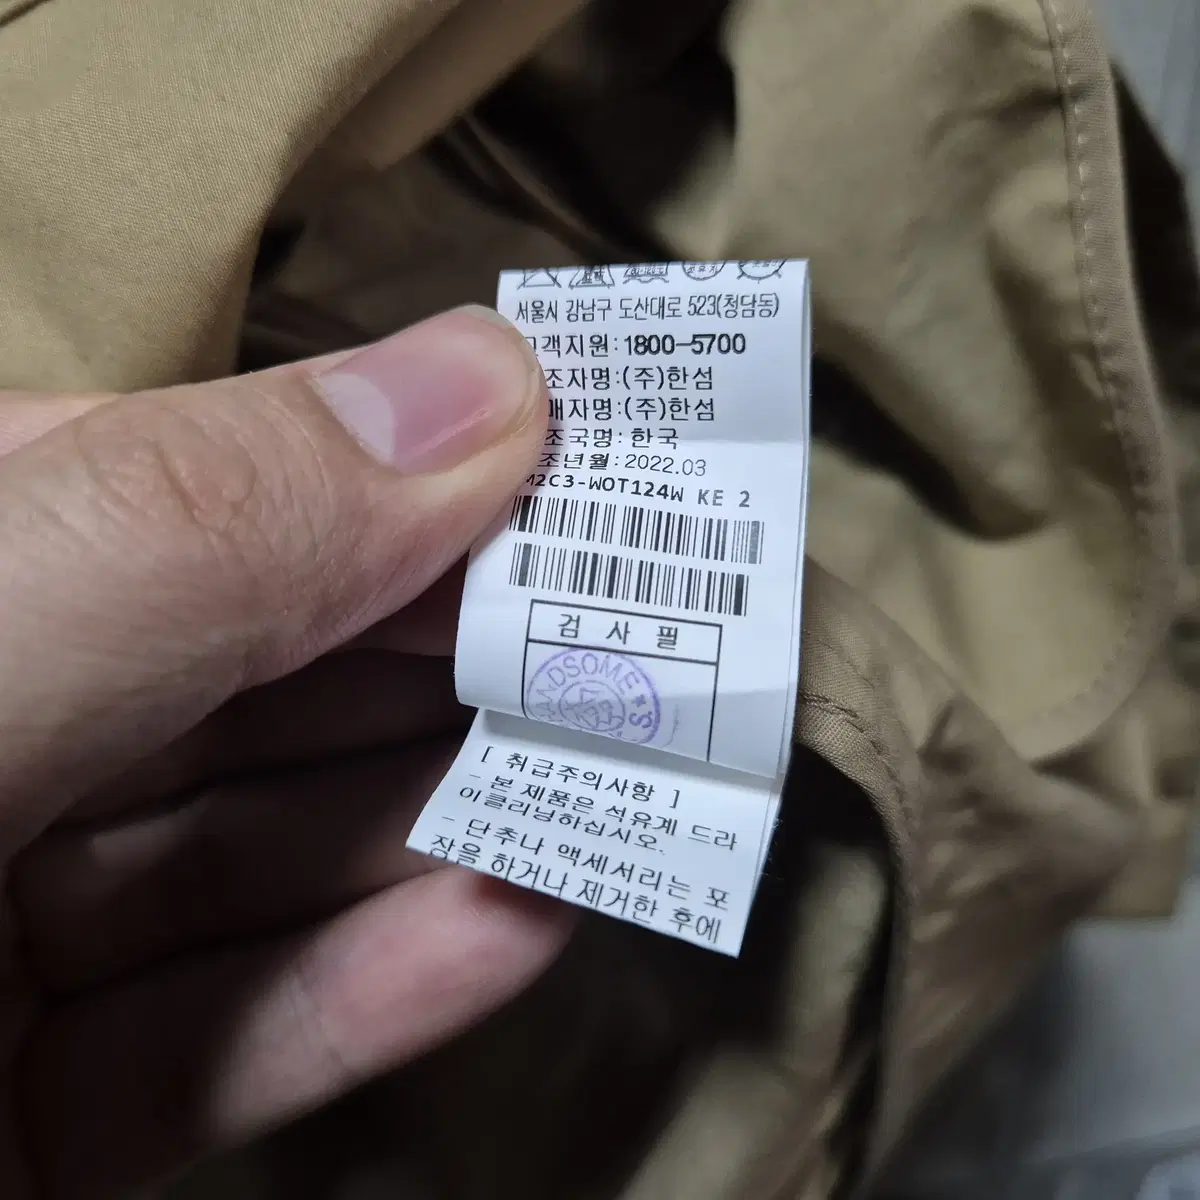 서울시 강남구 도산대로 523(청담동)
고객지원:1800-5700
조자명:(주)한섬
매자명:(주)한섬
조국명:한국
조년월:2022.03
M2C3-WOT124W KE 2
검 사 필
HANDSOME * S.
[ 취급주의사항 ]
- 본 제품은 석유계 드라
이클리닝하십시오.
- 단추나 액세서리는 포
장을 하거나 제거한 후에